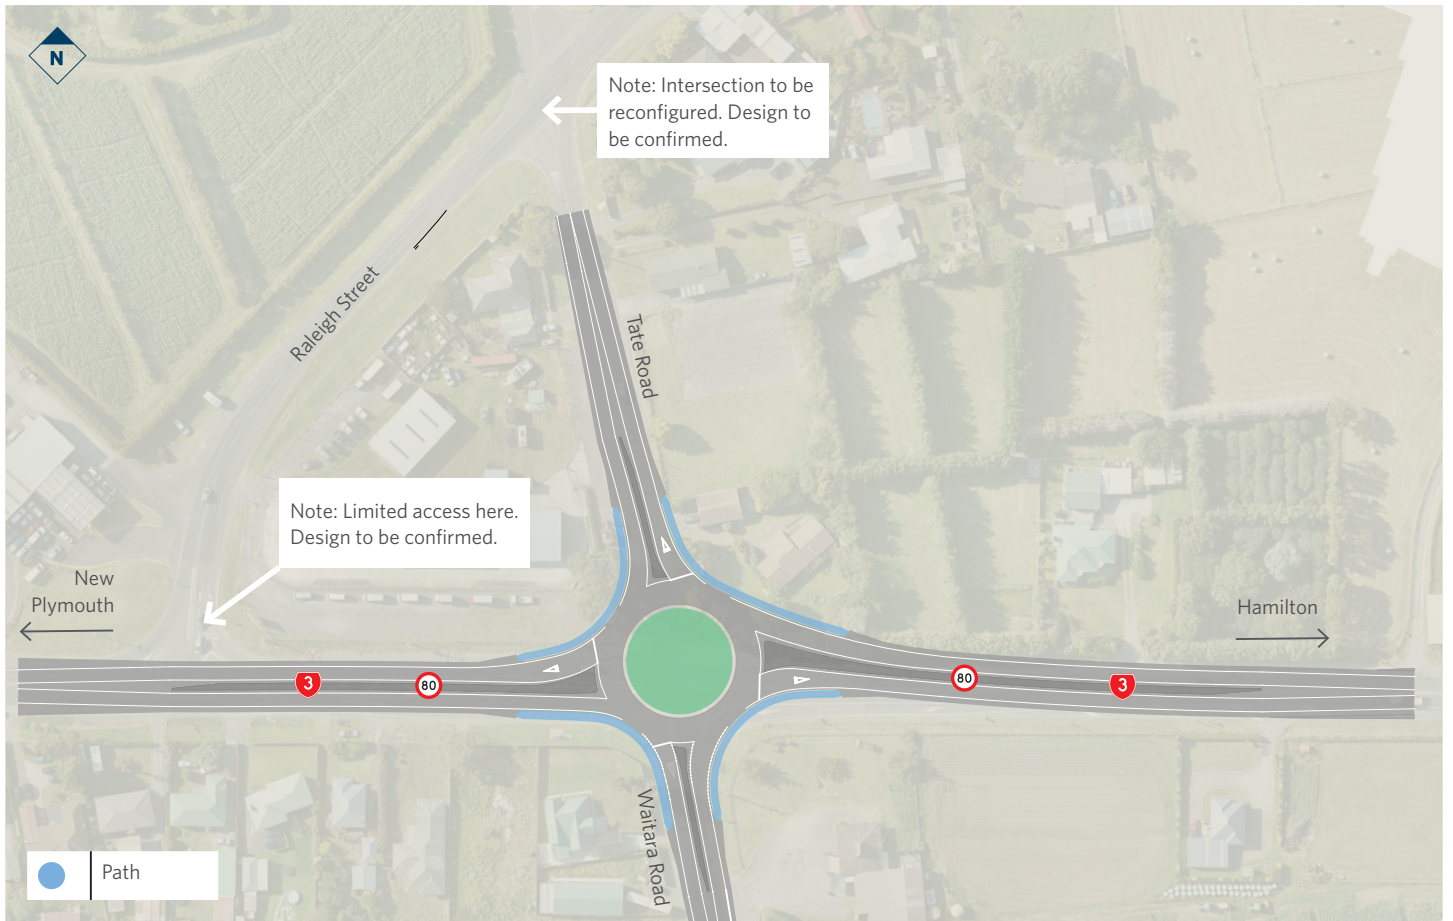 N
Note: Intersection to be
reconfigured. Design to
be confirmed.
Raleigh Street
Tate Road
Note: Limited access here.
Design to be confirmed.
New
Plymouth
Hamilton
3
80
80
3
Waitara Road
Path